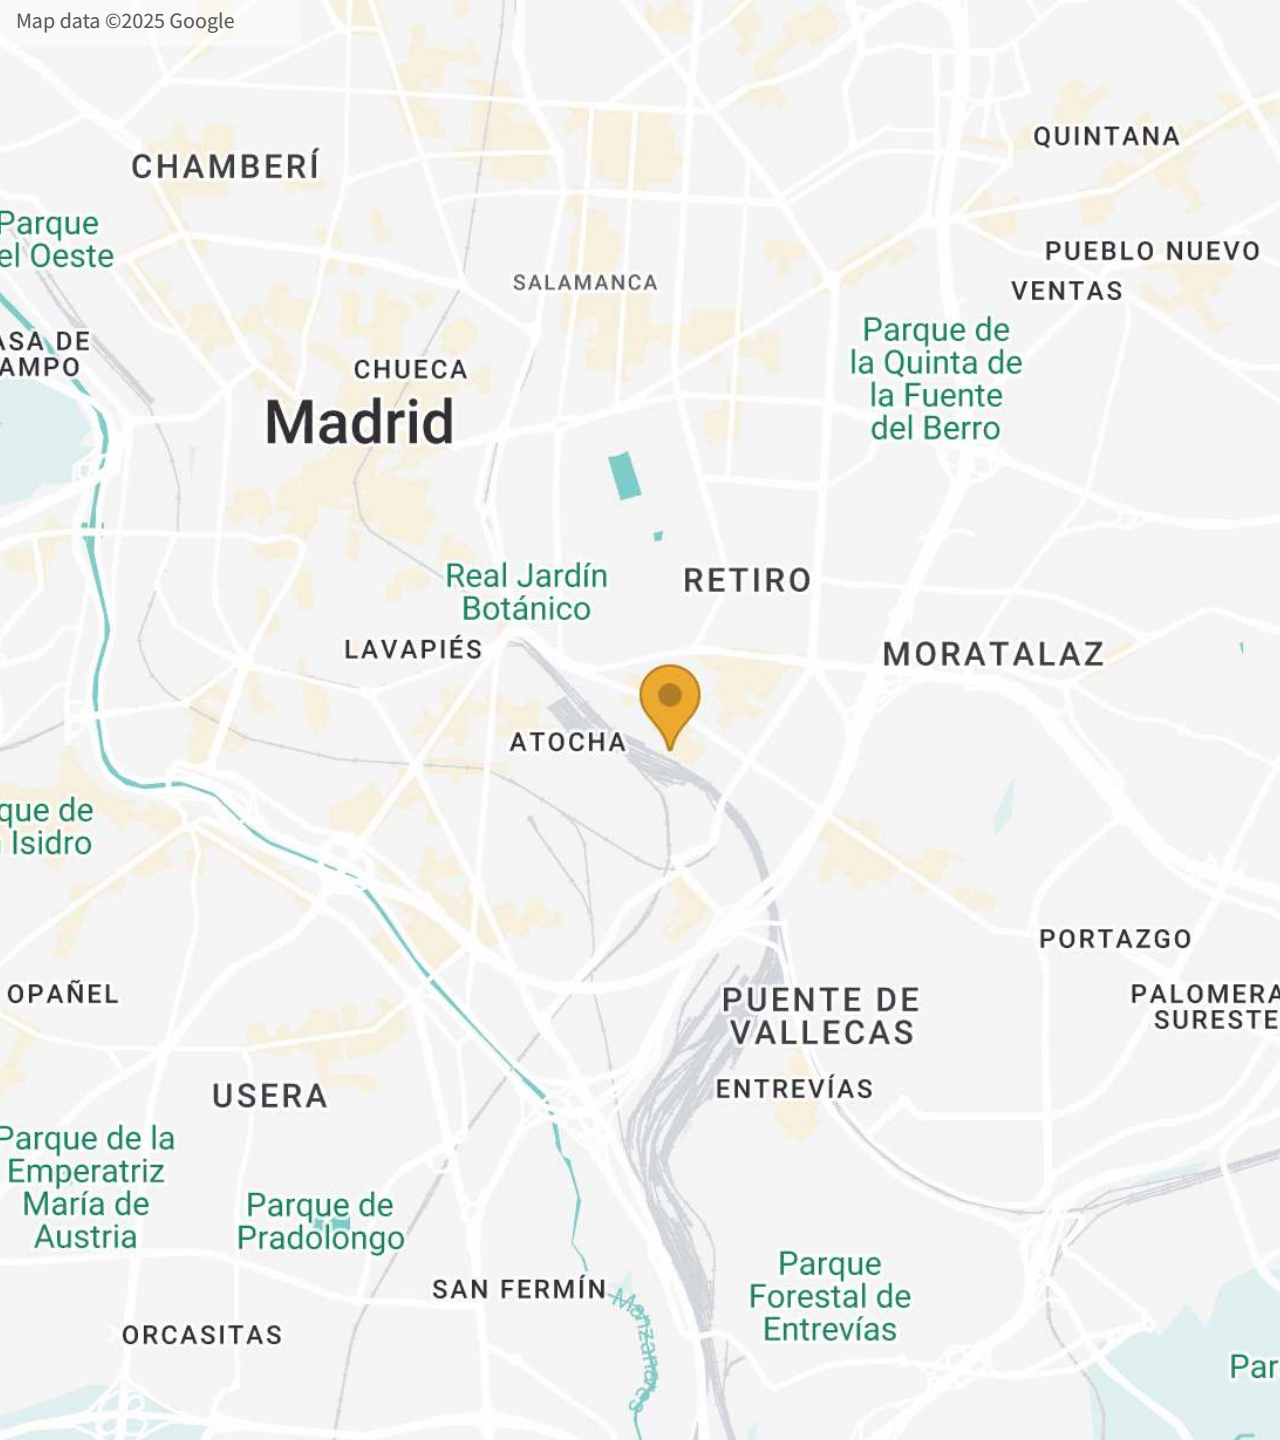 Map data ©2025 Google
QUINTANA
CHAMBERÍ
Parque
el Oeste
PUEBLO NUEVO
SALAMANCA
VENTAS
ASA DE
AMPO
Parque de
la Quinta de
la Fuente
del Berro
CHUECA
Madrid
Real Jardín
Botánico
RETIRO
LAVAPIÉS
MORATALAZ
ATOCHA
que de
Isidro
PORTAZGO
OPAÑEL
PUENTE DE
VALLECAS
PALOMERA
SURESTE
USERA
ENTREVÍAS
Parque de la
Emperatriz
María de
Austria
Parque de
Pradolongo
Parque
Forestal de
Entrevías
SAN FERMÍN
Manzanares
ORCASITAS
Par